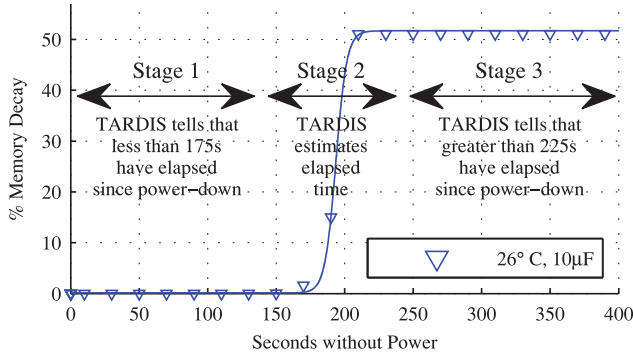 % Memory Decay
50
40
30
20
10
0
Stage 1
TARDIS tells that
less than 175s
have elapsed
since power−down
Stage 2
TARDIS
estimates
elapsed
time
Stage 3
TARDIS tells that
greater than 225s
have elapsed
since power−down
26° C, 10µF
0 50 100 150 200 250 300 350 400
Seconds without Power